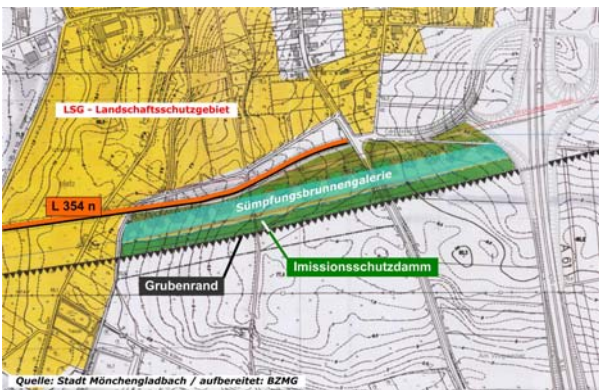 LSG - Landschaftsschutzgebiet
L 354 n
Sümpfungsbrunnengalerie
Imissionsschutzdamm
Grubenrand
A 61
Quelle: Stadt Mönchengladbach / aufbereitet: BZMG